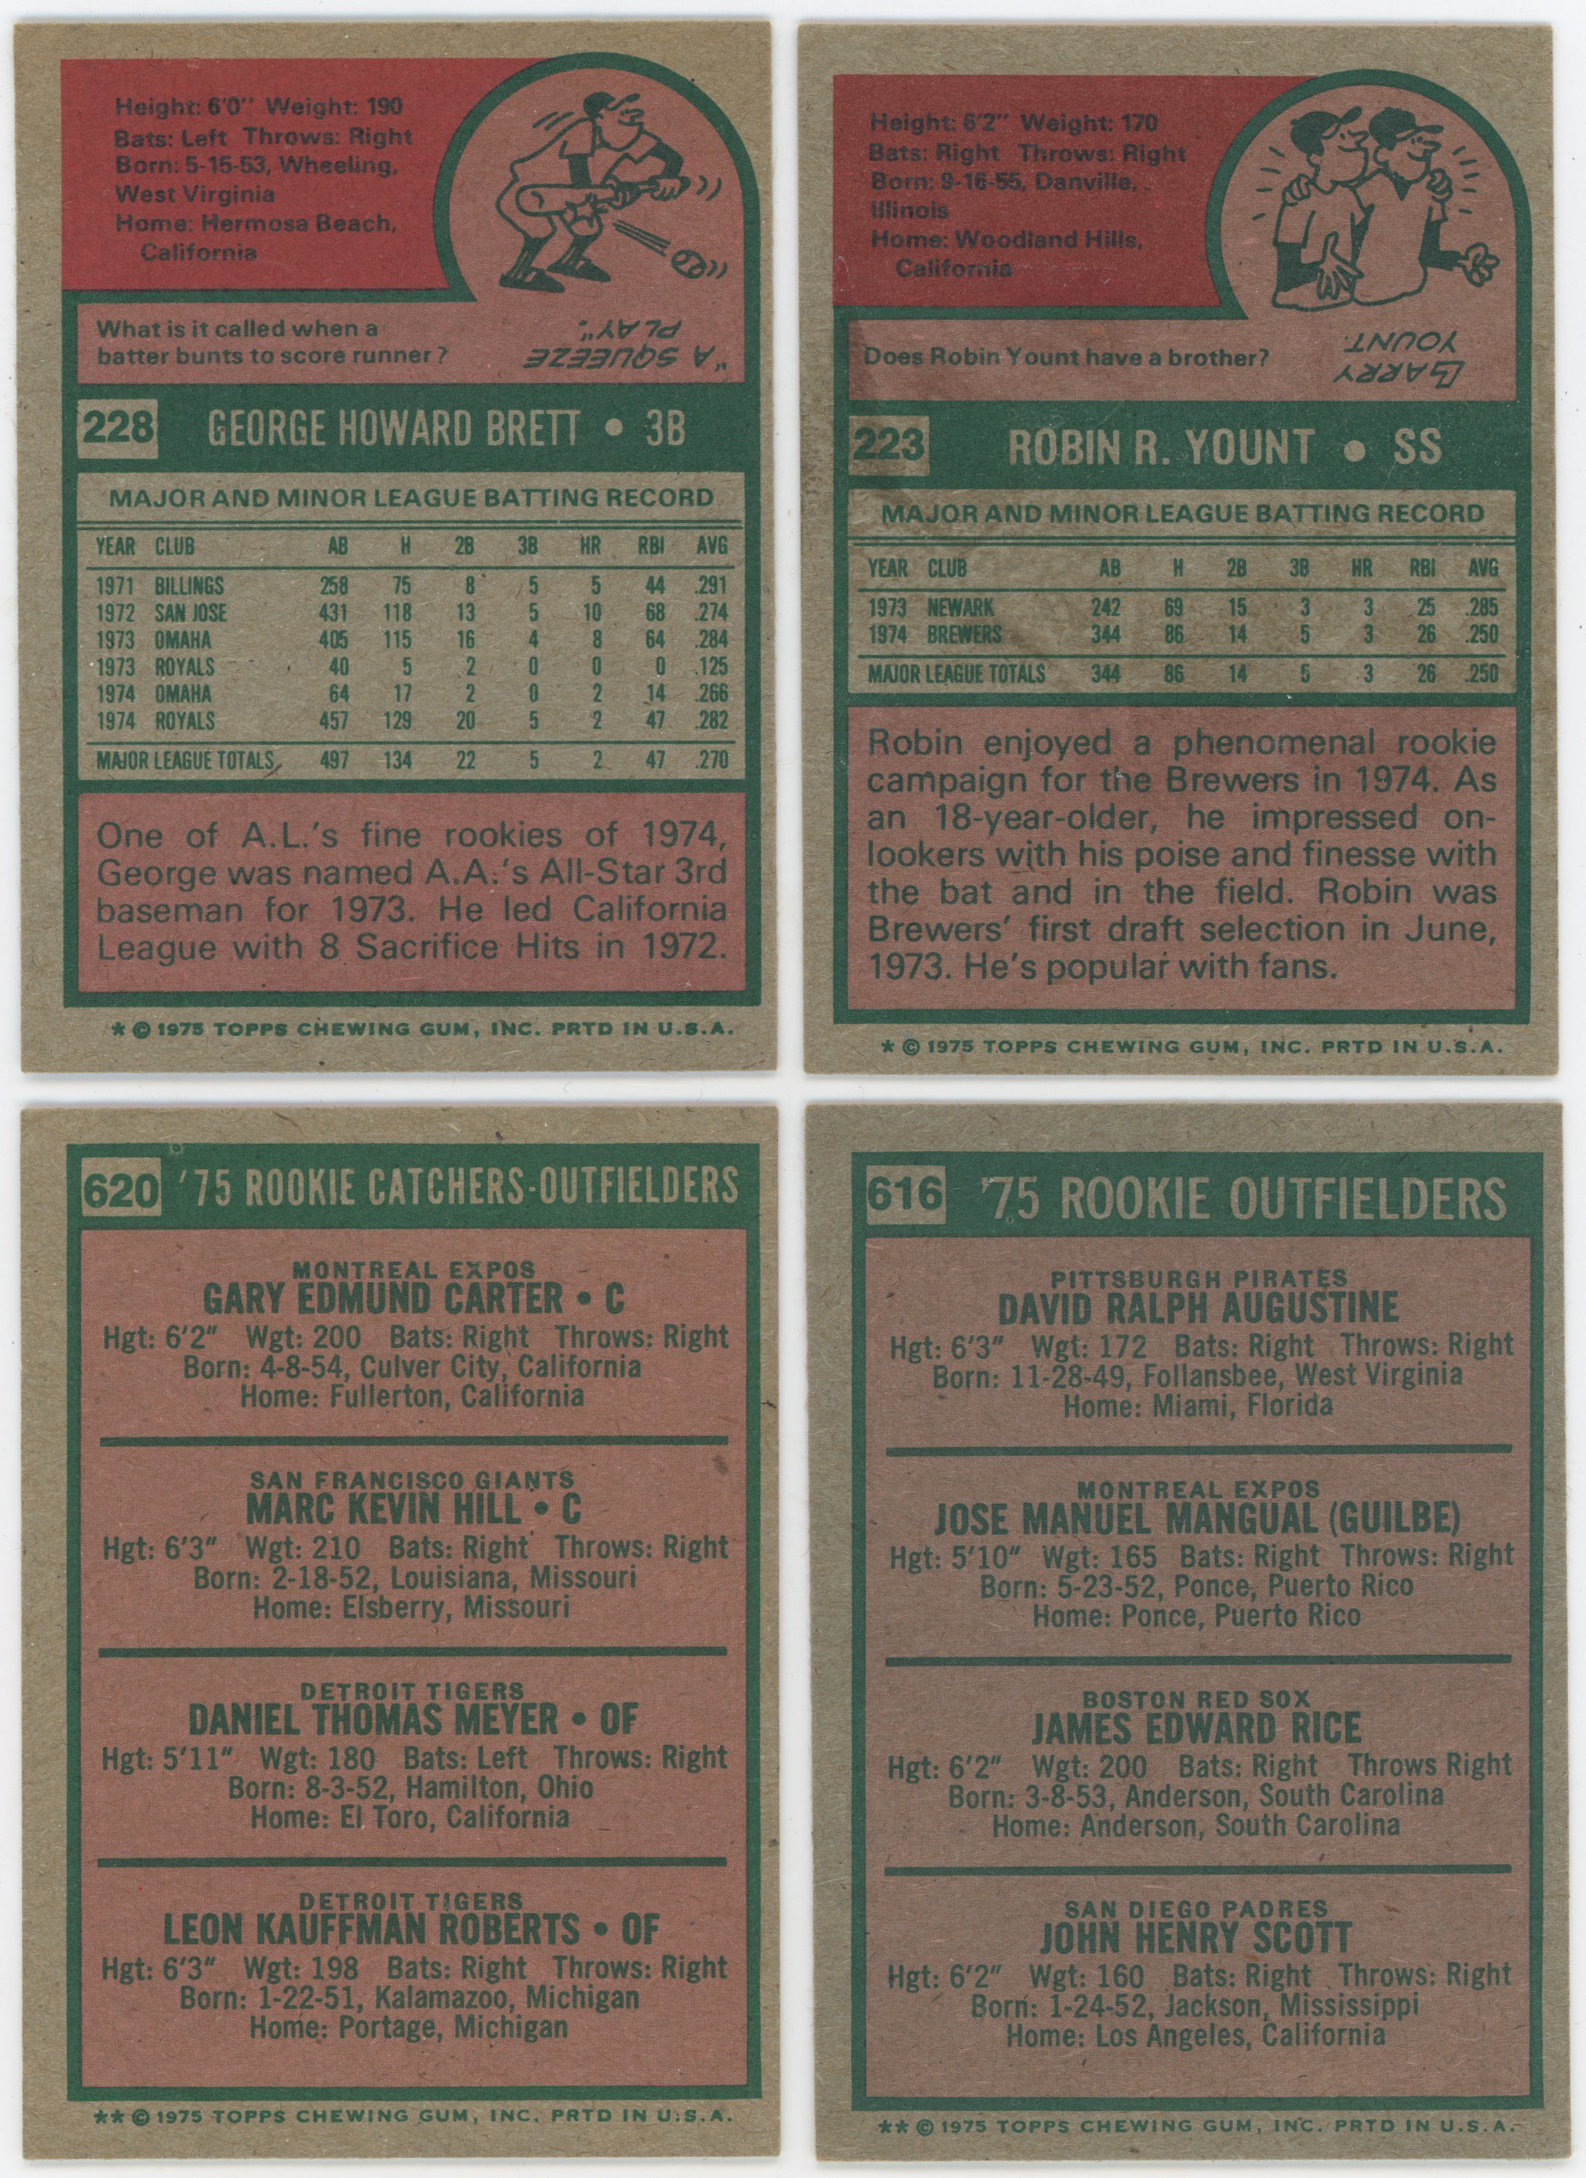 Height: 6'0" Weight: 190
Bats: Left Throws: Right
Born: 5-15-53, Wheeling,
West Virginia
Home: Hermosa Beach,
California
What is it called when a
batter bunts to score runner?
"A SQUEEZE
PLAY".
228 GEORGE HOWARD BRETT • 3B
MAJOR AND MINOR LEAGUE BATTING RECORD
YEAR CLUB AB H 2B 3B HR RBI AVG
1971 BILLINGS 258 75 8 5 5 44 .291
1972 SAN JOSE 431 118 13 5 10 68 .274
1973 OMAHA 405 115 16 4 8 64 .284
1973 ROYALS 40 5 2 0 0 0 .125
1974 OMAHA 64 17 2 0 2 14 .266
1974 ROYALS 457 129 20 5 2 47 .282
MAJOR LEAGUE TOTALS 497 134 22 5 2 47 .270
One of A.L.'s fine rookies of 1974,
George was named A.A.'s All-Star 3rd
baseman for 1973. He led California
League with 8 Sacrifice Hits in 1972.
* © 1975 TOPPS CHEWING GUM, INC. PRTD IN U.S.A.
Height: 6'2" Weight: 170
Bats: Right Throws: Right
Born: 9-16-55, Danville,
Illinois
Home: Woodland Hills,
California
Does Robin Yount have a brother?
GARRY
YOUNT.
223 ROBIN R. YOUNT • SS
MAJOR AND MINOR LEAGUE BATTING RECORD
YEAR CLUB AB H 2B 3B HR RBI AVG
1973 NEWARK 242 69 15 3 3 25 .285
1974 BREWERS 344 86 14 5 3 26 .250
MAJOR LEAGUE TOTALS 344 86 14 5 3 26 .250
Robin enjoyed a phenomenal rookie
campaign for the Brewers in 1974. As
an 18-year-older, he impressed on-
lookers with his poise and finesse with
the bat and in the field. Robin was
Brewers' first draft selection in June,
1973. He's popular with fans.
* © 1975 TOPPS CHEWING GUM, INC. PRTD IN U.S.A.
620 '75 ROOKIE CATCHERS-OUTFIELDERS
MONTREAL EXPOS
GARY EDMUND CARTER • C
Hgt: 6'2" Wgt: 200 Bats: Right Throws: Right
Born: 4-8-54, Culver City, California
Home: Fullerton, California
SAN FRANCISCO GIANTS
MARC KEVIN HILL • C
Hgt: 6'3" Wgt: 210 Bats: Right Throws: Right
Born: 2-18-52, Louisiana, Missouri
Home: Elsberry, Missouri
DETROIT TIGERS
DANIEL THOMAS MEYER • OF
Hgt: 5'11" Wgt: 180 Bats: Left Throws: Right
Born: 8-3-52, Hamilton, Ohio
Home: El Toro, California
DETROIT TIGERS
LEON KAUFFMAN ROBERTS • OF
Hgt: 6'3" Wgt: 198 Bats: Right Throws: Right
Born: 1-22-51, Kalamazoo, Michigan
Home: Portage, Michigan
** © 1975 TOPPS CHEWING GUM, INC. PRTD IN U.S.A.
616 '75 ROOKIE OUTFIELDERS
PITTSBURGH PIRATES
DAVID RALPH AUGUSTINE
Hgt: 6'3" Wgt: 172 Bats: Right Throws: Right
Born: 11-28-49, Follansbee, West Virginia
Home: Miami, Florida
MONTREAL EXPOS
JOSE MANUEL MANGUAL (GUILBE)
Hgt: 5'10" Wgt: 165 Bats: Right Throws: Right
Born: 5-23-52, Ponce, Puerto Rico
Home: Ponce, Puerto Rico
BOSTON RED SOX
JAMES EDWARD RICE
Hgt: 6'2" Wgt: 200 Bats: Right Throws Right
Born: 3-8-53, Anderson, South Carolina
Home: Anderson, South Carolina
SAN DIEGO PADRES
JOHN HENRY SCOTT
Hgt: 6'2" Wgt: 160 Bats: Right Throws: Right
Born: 1-24-52, Jackson, Mississippi
Home: Los Angeles, California
** © 1975 TOPPS CHEWING GUM, INC. PRTD IN U.S.A.